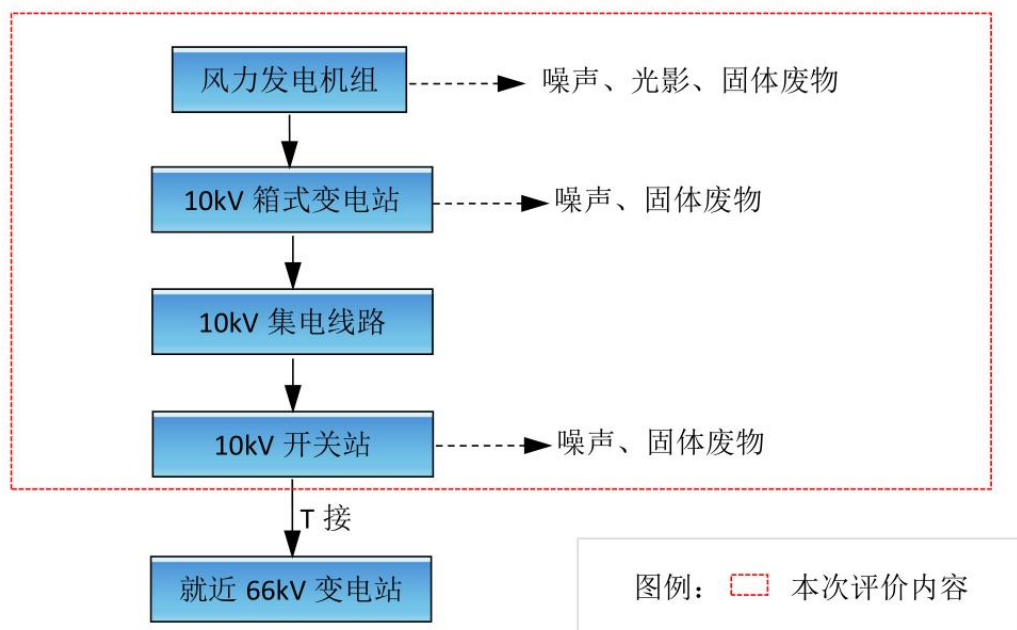 风力发电机组
噪声、光影、固体废物
10kV 箱式变电站
噪声、固体废物
10kV 集电线路
10kV 开关站
噪声、固体废物
T 接
就近 66kV 变电站
图例： 本次评价内容